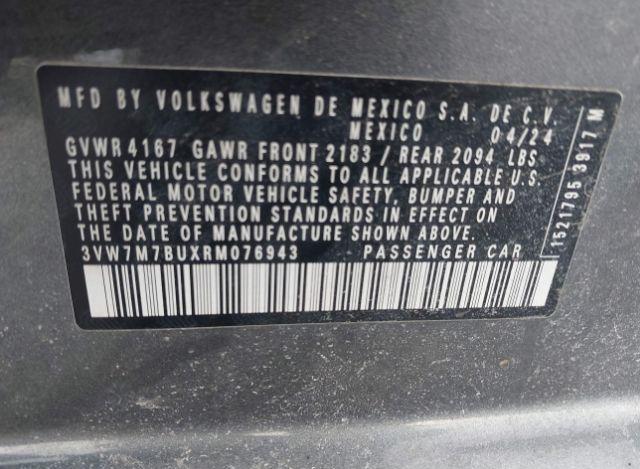 MFD BY VOLKSWAGEN DE MEXICO S.A. DE C.V.
MEXICO 04/24
GVWR 4167 GAWR FRONT 2183 / REAR 2094 LBS
THIS VEHICLE CONFORMS TO ALL APPLICABLE U.S.
FEDERAL MOTOR VEHICLE SAFETY, BUMPER AND
THEFT PREVENTION STANDARDS IN EFFECT ON
THE DATE OF MANUFACTURE SHOWN ABOVE.
3VW7M7BUXRM076943 PASSENGER CAR
1521795 3917 M